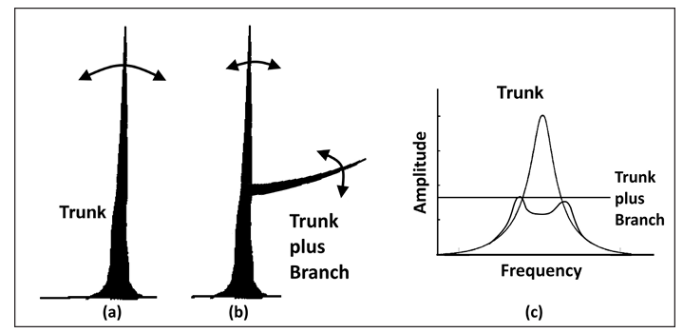 Trunk
Trunk
plus
Branch
(a)
(b)
Trunk
Amplitude
Trunk
plus
Branch
Frequency
(c)